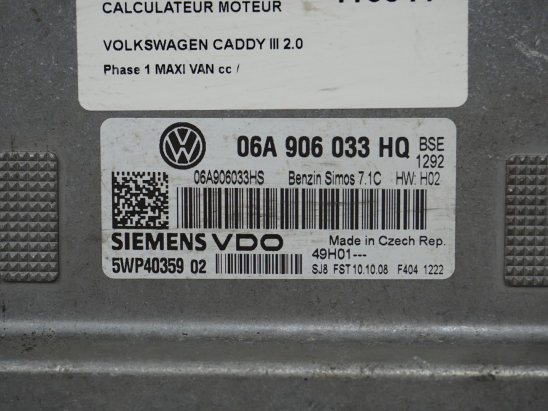 CALCULATEUR MOTEUR
VOLKSWAGEN CADDY III 2.0
Phase 1 MAXI VAN cc /
06A 906 033 HQ BSE 1292
06A906033HS Benzin Simos 7.1C HW: H02
SIEMENS VDO Made in Czech Rep.
49H01---
5WP40359 02 SJ8 FST 10.10.08 F404 1222